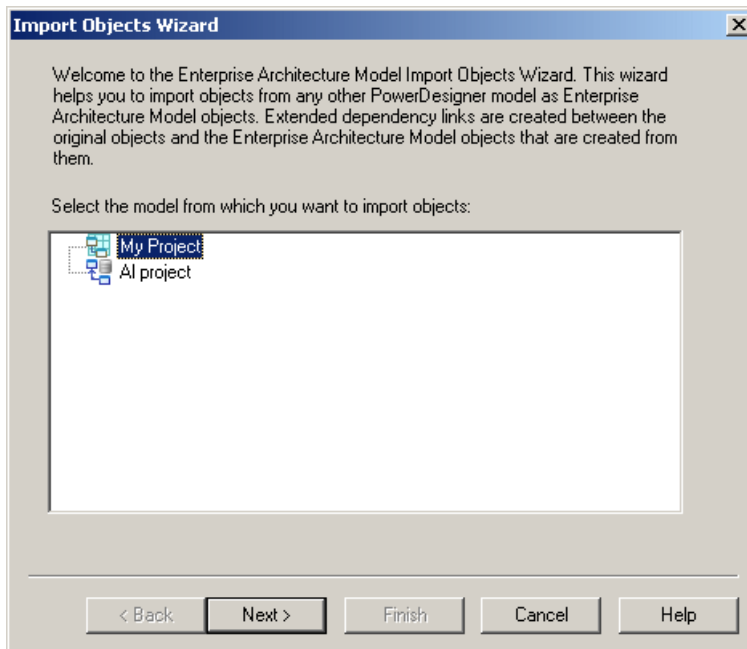 Import Objects Wizard
Welcome to the Enterprise Architecture Model Import Objects Wizard. This wizard
helps you to import objects from any other PowerDesigner model as Enterprise
Architecture Model objects. Extended dependency links are created between the
original objects and the Enterprise Architecture Model objects that are created from
them.
Select the model from which you want to import objects:
My Project
AI project
< Back Next > Finish Cancel Help